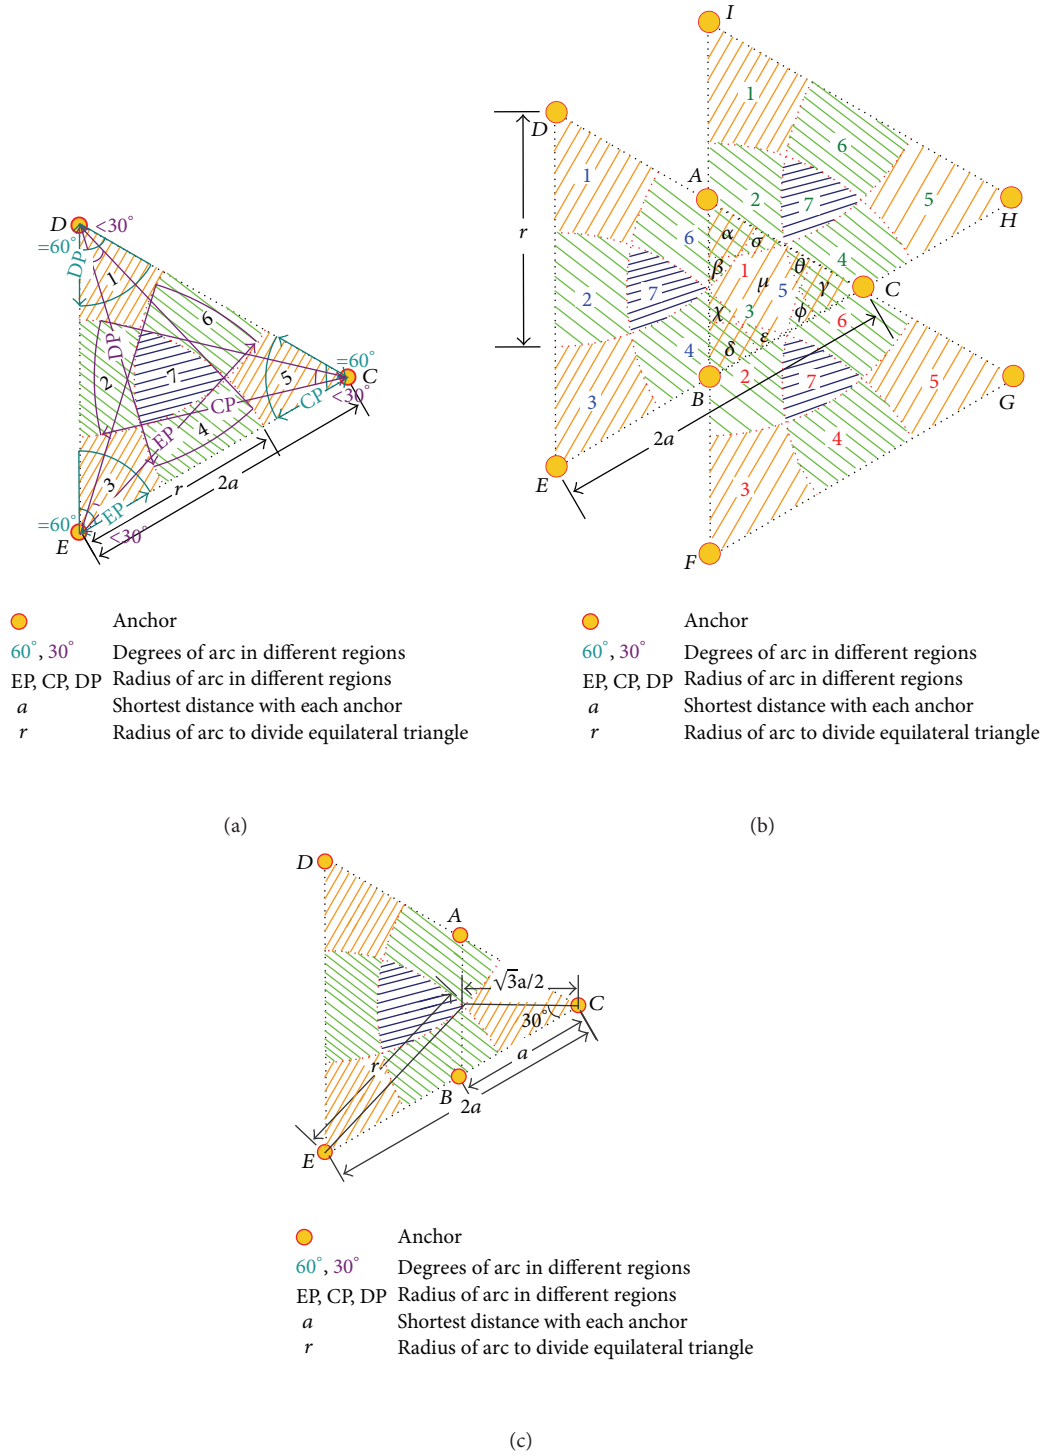 D
<30°
=60°
DP
1
6
DP
2
7
5
=60°
C
CP
<30°
CP
EP
4
3
r
2a
EP
=60°
E
<30°
Anchor
60°, 30° Degrees of arc in different regions
EP, CP, DP Radius of arc in different regions
a Shortest distance with each anchor
r Radius of arc to divide equilateral triangle
(a)
I
1
D
6
A
1
2
7
5
H
r
6
α
σ
4
β
1
θ
2
7
μ
5
γ
C
χ
3
ϕ
6
4
δ
ε
2
7
5
3
B
G
2a
4
E
3
F
Anchor
60°, 30° Degrees of arc in different regions
EP, CP, DP Radius of arc in different regions
a Shortest distance with each anchor
r Radius of arc to divide equilateral triangle
(b)
D
A
√3a/2
C
30°
a
r
B
2a
E
Anchor
60°, 30° Degrees of arc in different regions
EP, CP, DP Radius of arc in different regions
a Shortest distance with each anchor
r Radius of arc to divide equilateral triangle
(c)